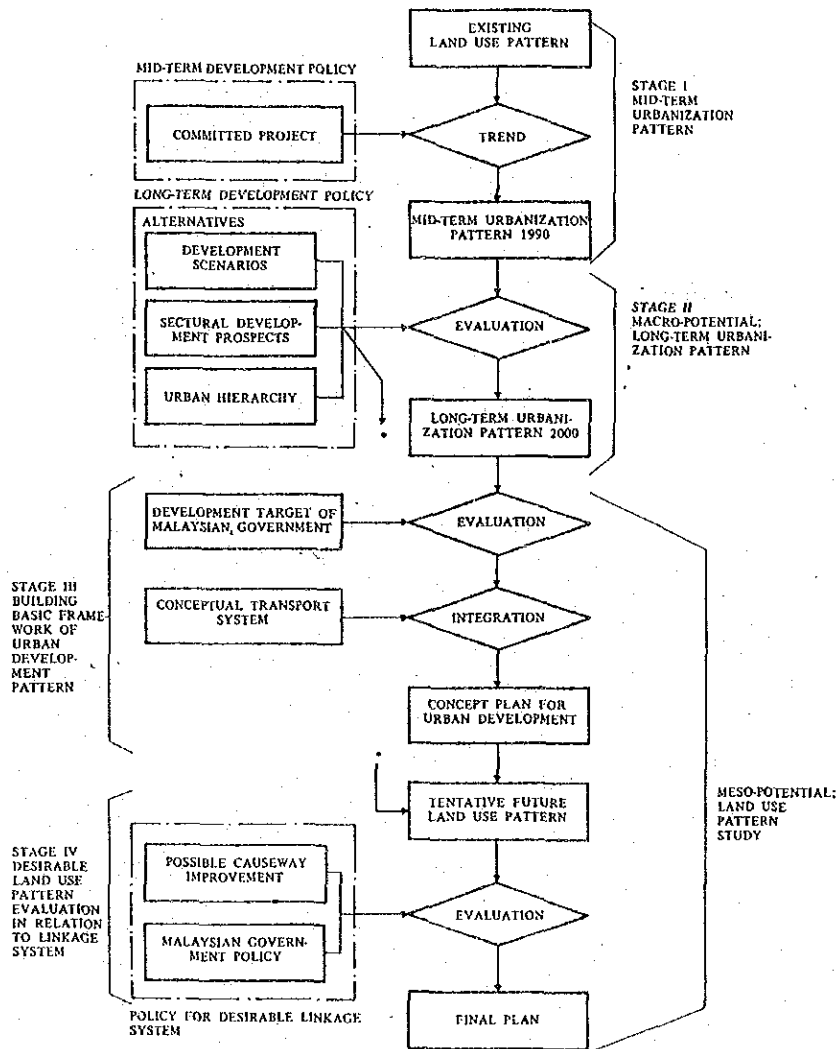 EXISTING
LAND USE PATTERN
MID-TERM DEVELOPMENT POLICY
COMMITTED PROJECT
TREND
STAGE I
MID-TERM
URBANIZATION
PATTERN
LONG-TERM DEVELOPMENT POLICY
ALTERNATIVES
DEVELOPMENT
SCENARIOS
MID-TERM URBANIZATION
PATTERN 1990
SECTURAL DEVELOP-
MENT PROSPECTS
EVALUATION
STAGE II
MACRO-POTENTIAL;
LONG-TERM URBANI-
ZATION PATTERN
URBAN HIERARCHY
LONG-TERM URBANI-
ZATION PATTERN 2000
DEVELOPMENT TARGET OF
MALAYSIAN GOVERNMENT
EVALUATION
STAGE III
BUILDING
BASIC FRAME-
WORK OF
URBAN
DEVELOP-
MENT
PATTERN
CONCEPTUAL TRANSPORT
SYSTEM
INTEGRATION
CONCEPT PLAN FOR
URBAN DEVELOPMENT
TENTATIVE FUTURE
LAND USE PATTERN
MESO-POTENTIAL;
LAND USE
PATTERN
STUDY
STAGE IV
DESIRABLE
LAND USE
PATTERN
EVALUATION
IN RELATION
TO LINKAGE
SYSTEM
POSSIBLE CAUSEWAY
IMPROVEMENT
MALAYSIAN GOVERN-
MENT POLICY
EVALUATION
POLICY FOR DESIRABLE LINKAGE
SYSTEM
FINAL PLAN